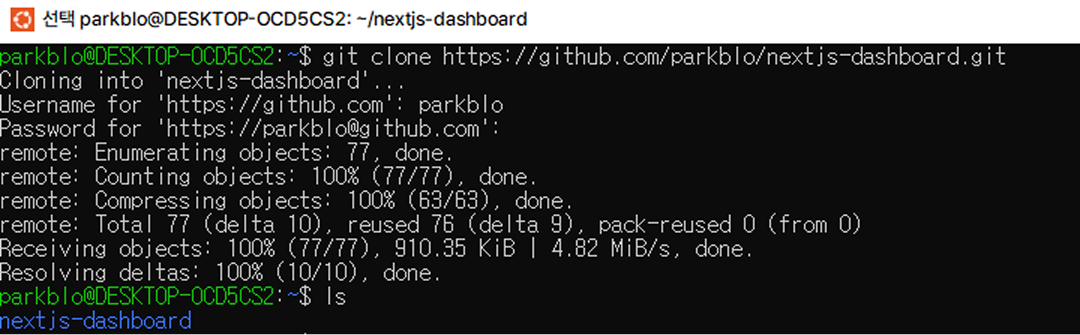 선택 parkblo@DESKTOP-OCD5CS2: ~/nextjs-dashboard
parkblo@DESKTOP-OCD5CS2:~$ git clone https://github.com/parkblo/nextjs-dashboard.git
Cloning into 'nextjs-dashboard'...
Username for 'https://github.com': parkblo
Password for 'https://parkblo@github.com':
remote: Enumerating objects: 77, done.
remote: Counting objects: 100% (77/77), done.
remote: Compressing objects: 100% (63/63), done.
remote: Total 77 (delta 10), reused 76 (delta 9), pack-reused 0 (from 0)
Receiving objects: 100% (77/77), 910.35 KiB | 4.82 MiB/s, done.
Resolving deltas: 100% (10/10), done.
parkblo@DESKTOP-OCD5CS2:~$ ls
nextjs-dashboard